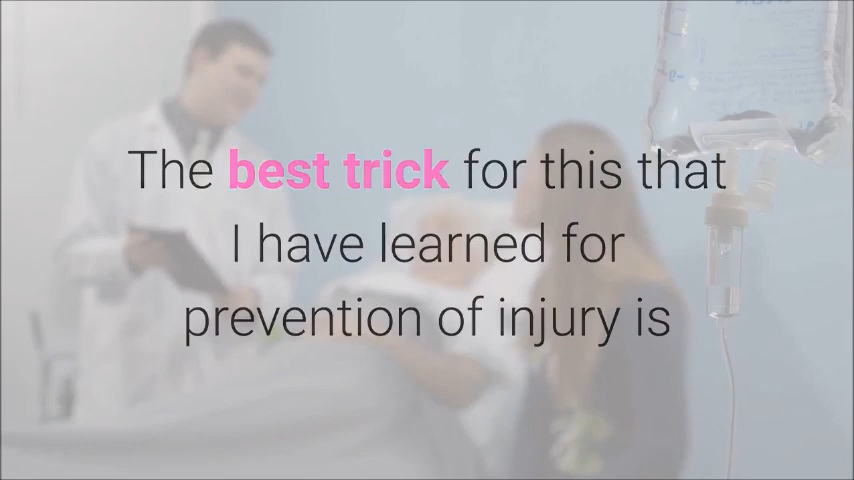 The best trick for this that
I have learned for
prevention of injury is